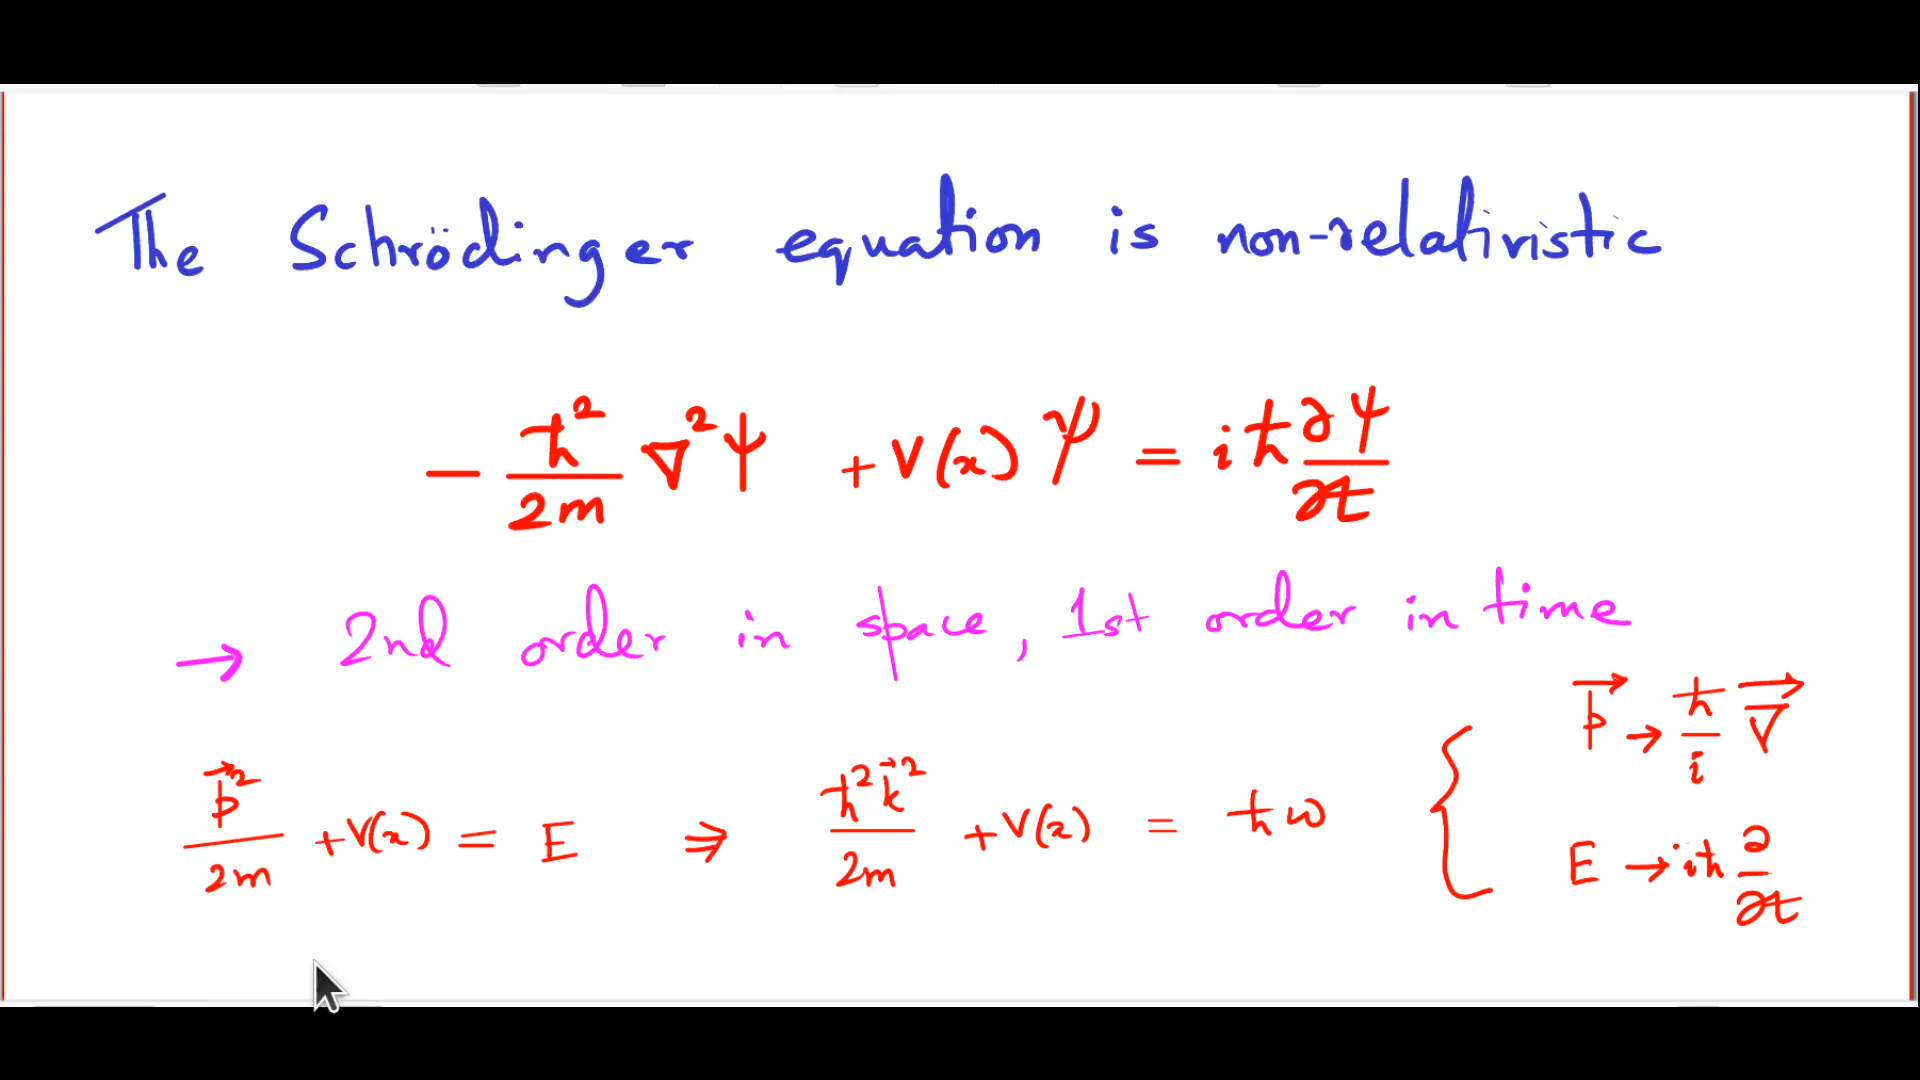 The Schrödinger equation is non-relativistic
- ħ²/2m ∇²ψ + V(x) ψ = iħ ∂ψ/∂t
→ 2nd order in space, 1st order in time
p⃗²/2m + V(x) = E ⇒ ħ²k⃗²/2m + V(x) = ħω { p⃗ → ħ/i ∇⃗
E → iħ ∂/∂t